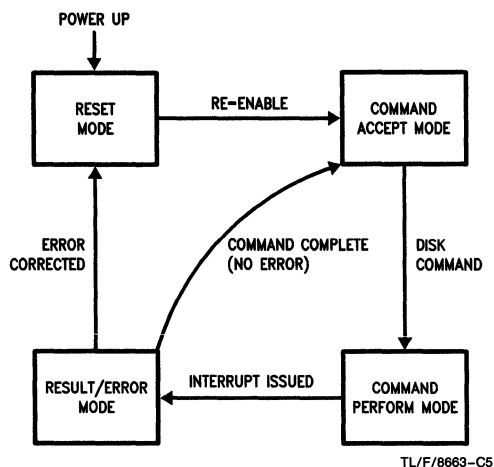 POWER UP
RESET
MODE
RE-ENABLE
COMMAND
ACCEPT MODE
ERROR
CORRECTED
COMMAND COMPLETE
(NO ERROR)
DISK
COMMAND
RESULT/ERROR
MODE
INTERRUPT ISSUED
COMMAND
PERFORM MODE
TL/F/8663-C5